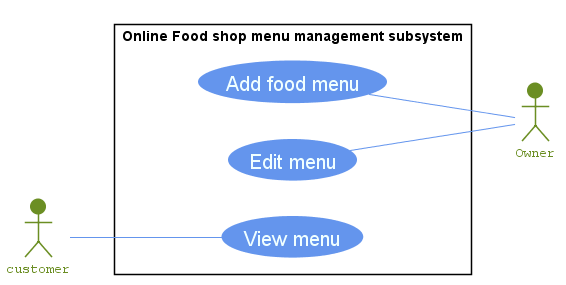 Online Food shop menu management subsystem
Add food menu
Owner
Edit menu
View menu
customer